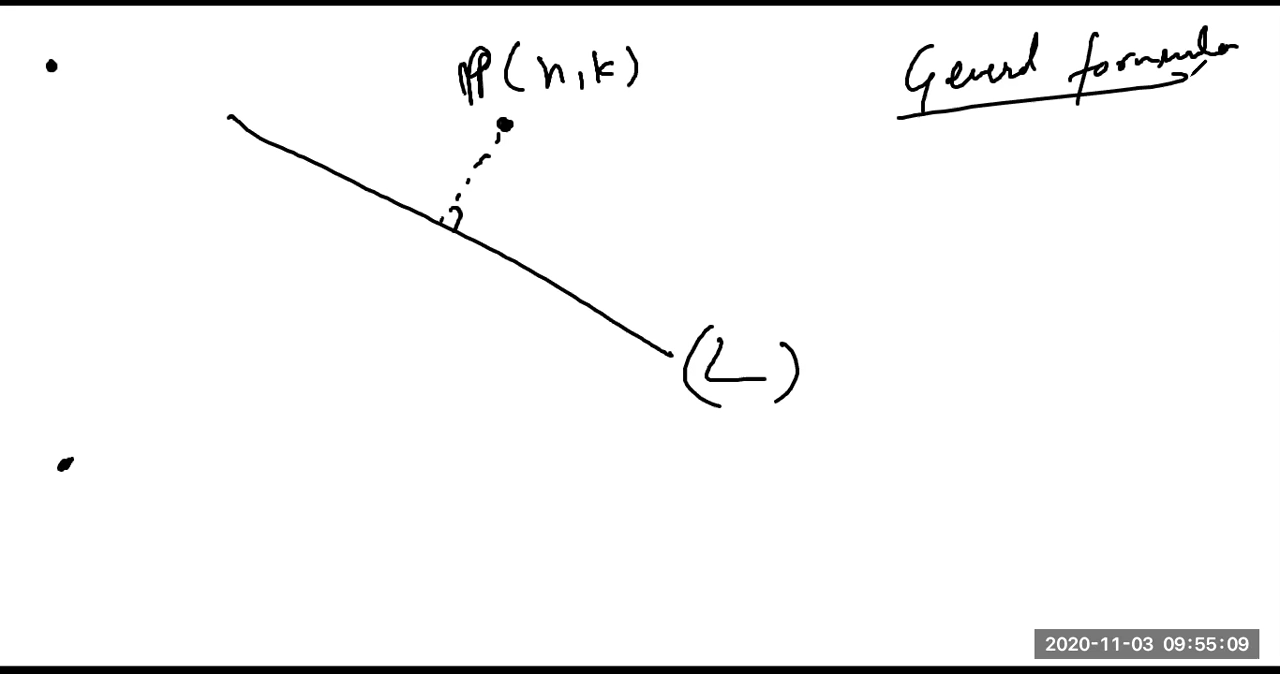 P(h,k)
General formula
(L)
2020-11-03 09:55:09